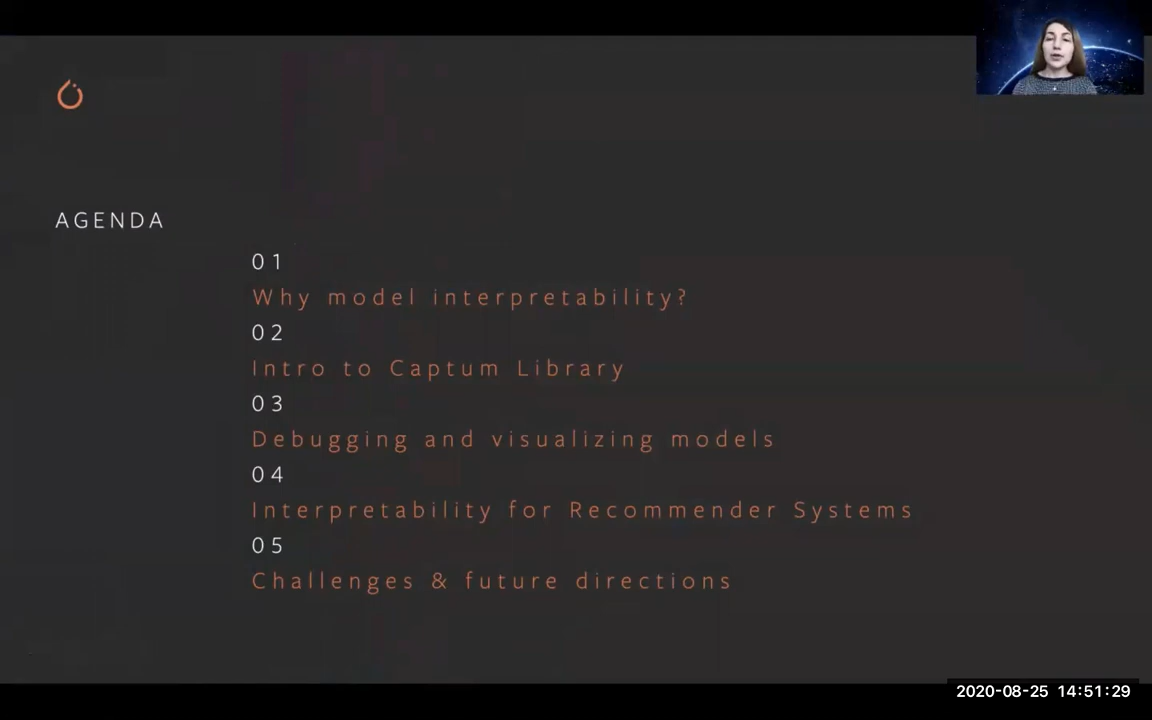 AGENDA
01
Why model interpretability?
02
Intro to Captum Library
03
Debugging and visualizing models
04
Interpretability for Recommender Systems
05
Challenges & future directions
2020-08-25 14:51:29